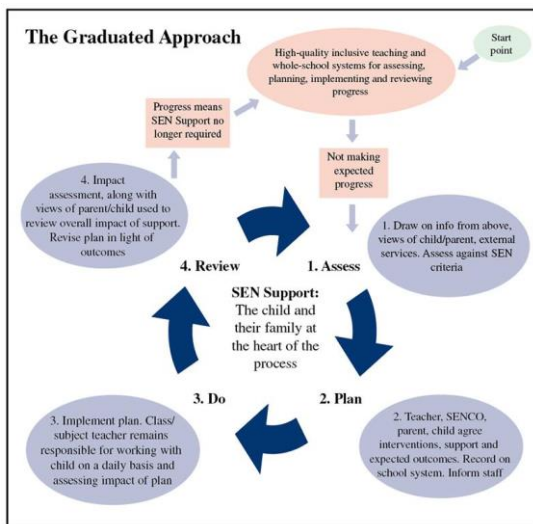 The Graduated Approach
High-quality inclusive teaching and
whole-school systems for assessing,
planning, implementing and reviewing
progress
Start
point
Progress means
SEN Support no
longer required
Not making
expected
progress
4. Impact
assessment, along with
views of parent/child used to
review overall impact of support.
Revise plan in light of
outcomes
1. Draw on info from above,
views of child/parent, external
services. Assess against SEN
criteria
4. Review
1. Assess
SEN Support:
The child and
their family at
the heart of the
process
3. Do
2. Plan
3. Implement plan. Class/
subject teacher remains
responsible for working with
child on a daily basis and
assessing impact of plan
2. Teacher, SENCO,
parent, child agree
interventions, support and
expected outcomes. Record on
school system. Inform staff